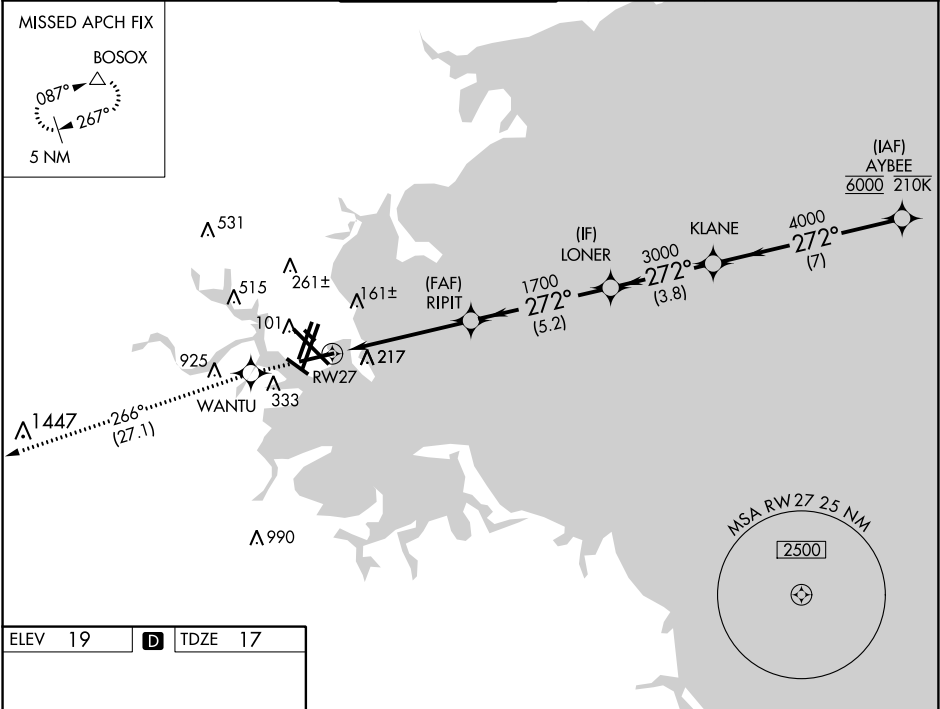 MISSED APCH FIX
BOSOX
087°
267°
5 NM
(IAF)
AYBEE
6000 210K
4000
272°
(7)
KLANE
3000
272°
(3.8)
(IF)
LONER
1700
272°
(5.2)
(FAF)
RIPIT
531
261±
515
161±
101
217
RW27
925
WANTU
333
1447
266°
(27.1)
990
MSA RW27 25 NM
2500
ELEV 19 D TDZE 17